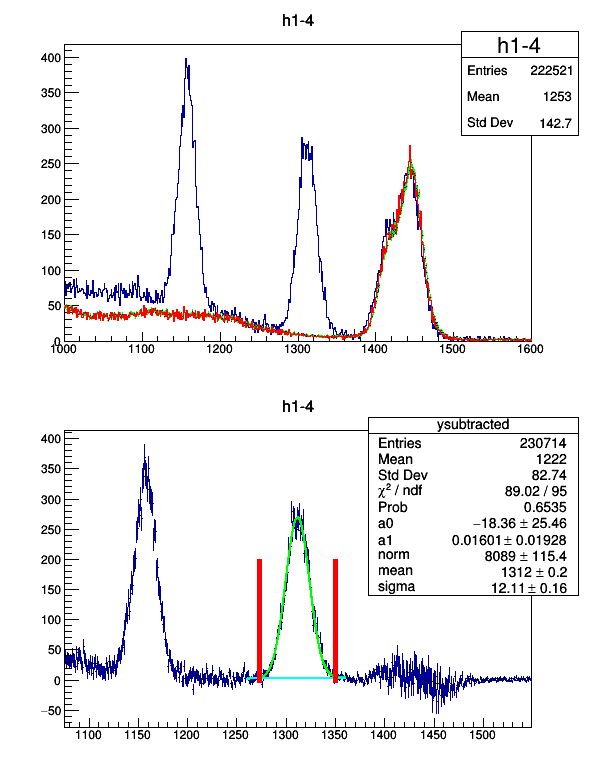 h1-4
h1-4
Entries 222521
Mean 1253
Std Dev 142.7
400
350
300
250
200
150
100
50
0
1000 1100 1200 1300 1400 1500 1600
h1-4
ysubtracted
Entries 230714
Mean 1222
Std Dev 82.74
χ² / ndf 89.02 / 95
Prob 0.6535
a0 −18.36 ± 25.46
a1 0.01601 ± 0.01928
norm 8089 ± 115.4
mean 1312 ± 0.2
sigma 12.11 ± 0.16
400
350
300
250
200
150
100
50
0
−50
1100 1150 1200 1250 1300 1350 1400 1450 1500